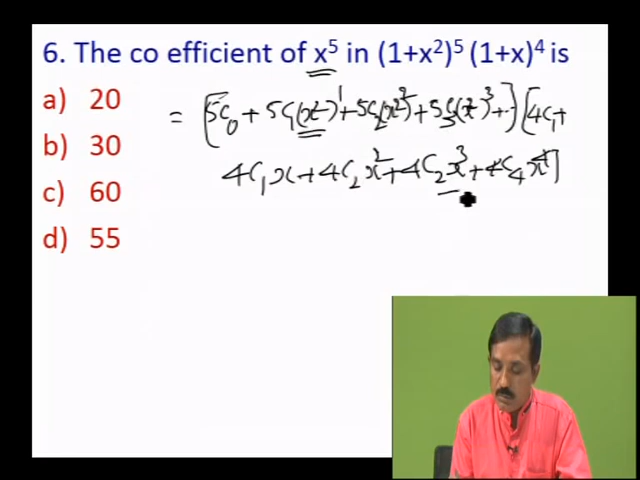 6. The co efficient of x⁵ in (1+x²)⁵ (1+x)⁴ is
a) 20
b) 30
c) 60
d) 55
= [5C₀ + 5C₁(x²)¹ + 5C₂(x²)² + 5C₃(x²)³ + ..] [4C₁ +
4C₁x + 4C₂x² + 4C₂x³ + 4C₄x⁴]